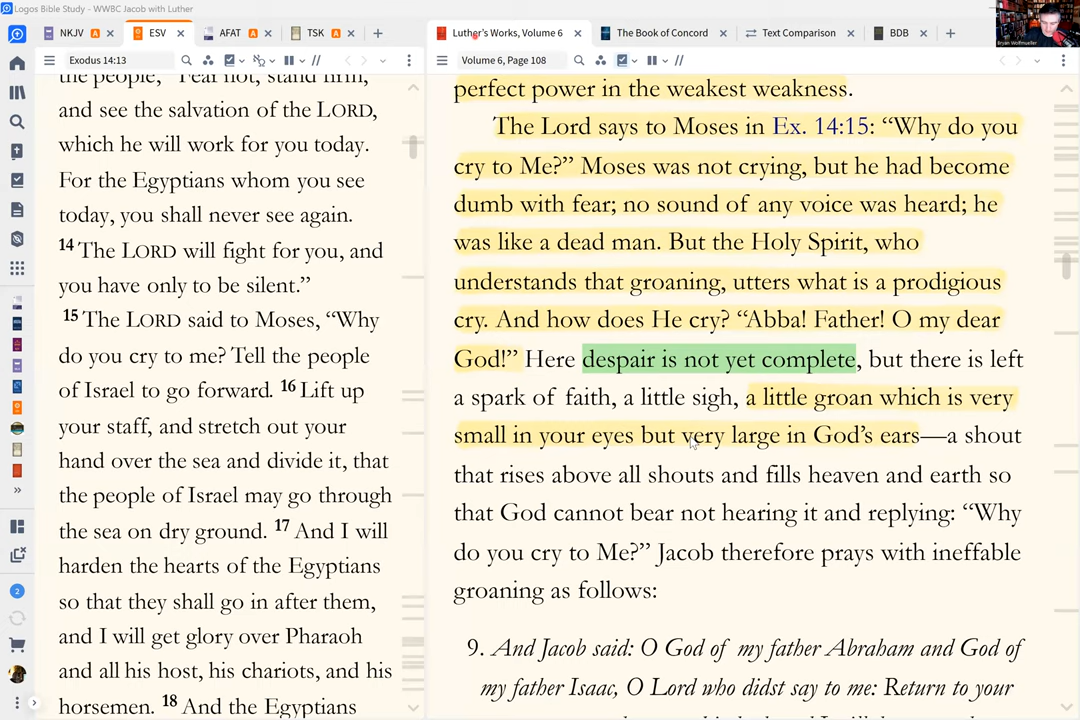 Logos Bible Study - WWBC Jacob with Luther
NKJV A ESV AFAT A TSK A
Luther's Works, Volume 6 The Book of Concord Text Comparison BDB
Exodus 14:13
Volume 6, Page 108
Bryan Wolfmueller
the people, "Fear not, stand firm,
and see the salvation of the LORD,
which he will work for you today.
For the Egyptians whom you see
today, you shall never see again.
14 The LORD will fight for you, and
you have only to be silent."
15 The LORD said to Moses, "Why
do you cry to me? Tell the people
of Israel to go forward. 16 Lift up
your staff, and stretch out your
hand over the sea and divide it, that
the people of Israel may go through
the sea on dry ground. 17 And I will
harden the hearts of the Egyptians
so that they shall go in after them,
and I will get glory over Pharaoh
and all his host, his chariots, and his
horsemen. 18 And the Egyptians
perfect power in the weakest weakness.
The Lord says to Moses in Ex. 14:15: "Why do you
cry to Me?" Moses was not crying, but he had become
dumb with fear; no sound of any voice was heard; he
was like a dead man. But the Holy Spirit, who
understands that groaning, utters what is a prodigious
cry. And how does He cry? "Abba! Father! O my dear
God!" Here despair is not yet complete, but there is left
a spark of faith, a little sigh, a little groan which is very
small in your eyes but very large in God's ears—a shout
that rises above all shouts and fills heaven and earth so
that God cannot bear not hearing it and replying: "Why
do you cry to Me?" Jacob therefore prays with ineffable
groaning as follows:
9. And Jacob said: O God of my father Abraham and God of
my father Isaac, O Lord who didst say to me: Return to your
2